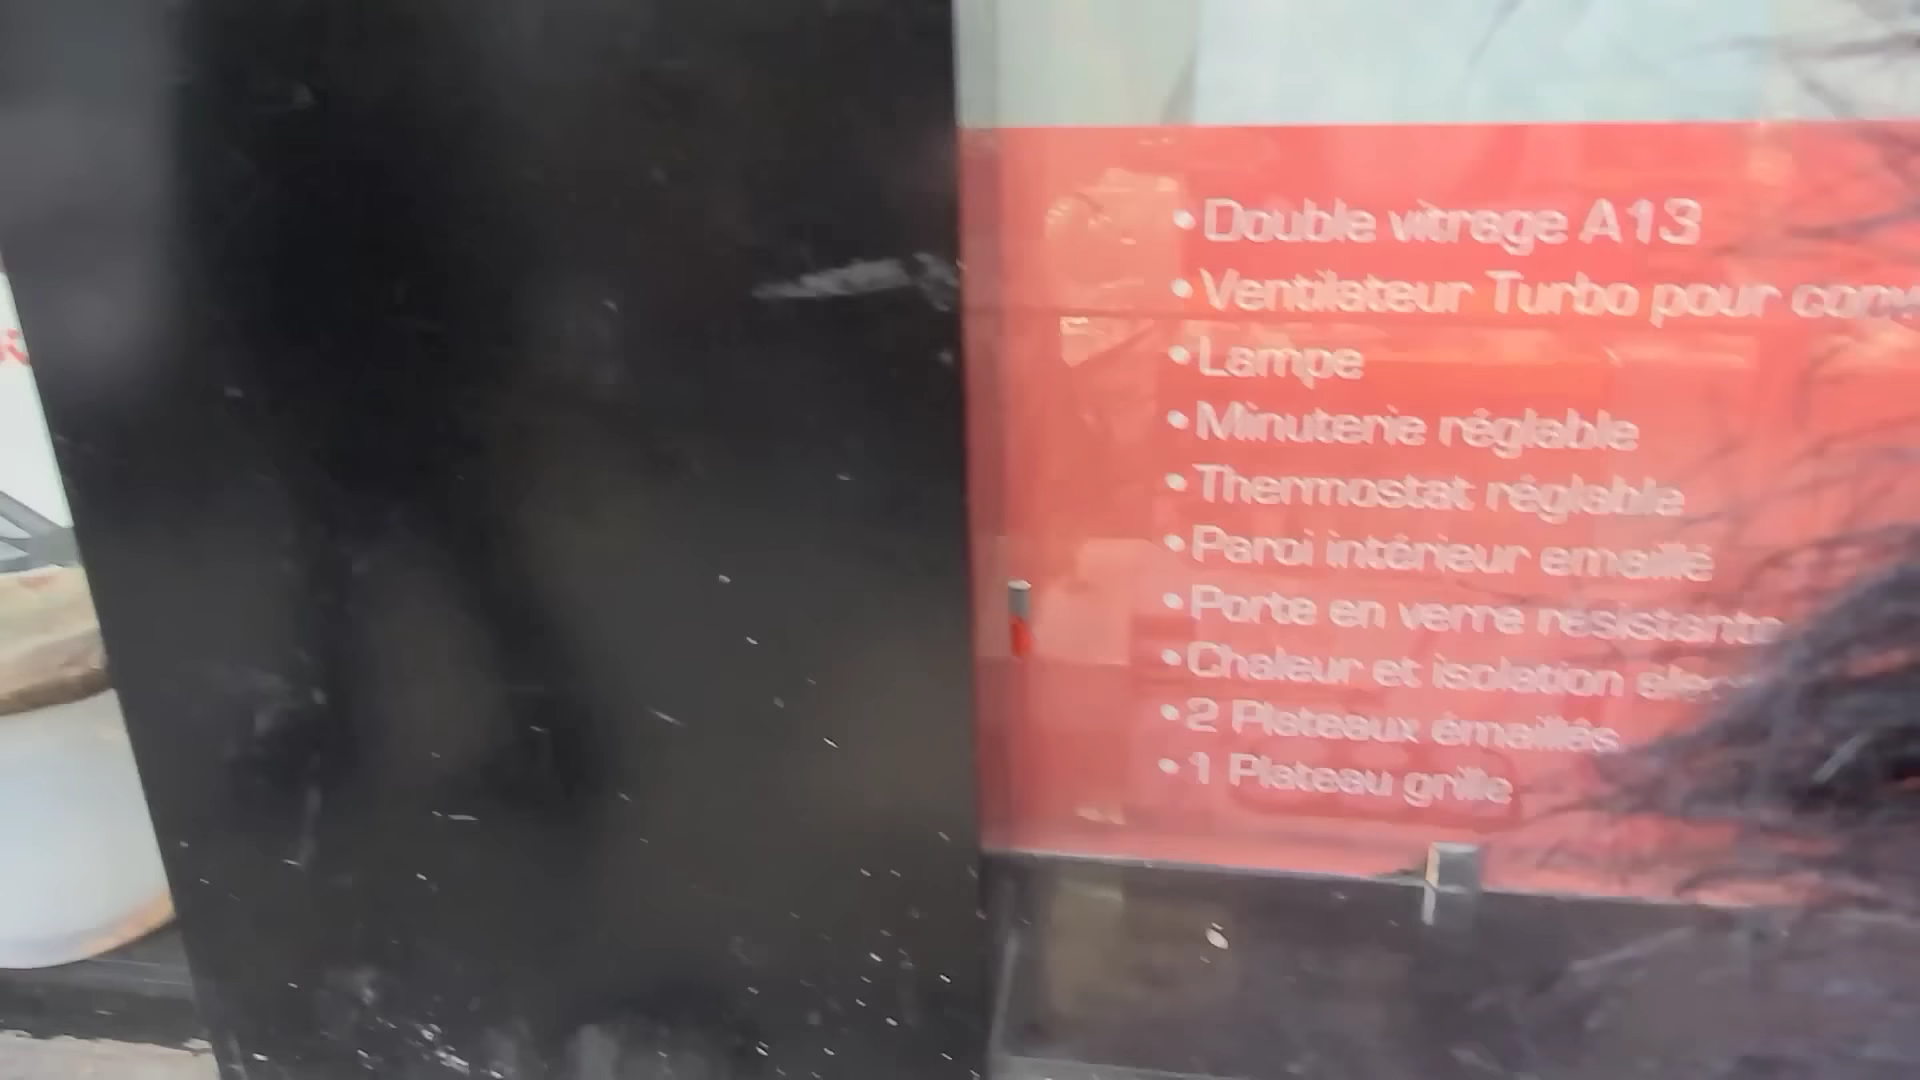 • Double vitrage A13
• Ventilateur Turbo pour
• Lampe
• Minuterie réglable
• Thermostat réglable
• Paroi intérieur emaillé
• Porte en verre résistante
• Chaleur et isolation
• 2 Plateaux émaillés
• 1 Plateau grille